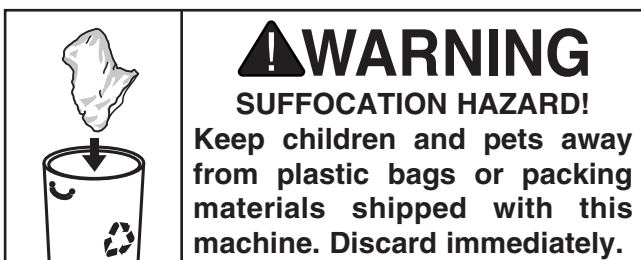 WARNING
SUFFOCATION HAZARD!
Keep children and pets away
from plastic bags or packing
materials shipped with this
machine. Discard immediately.